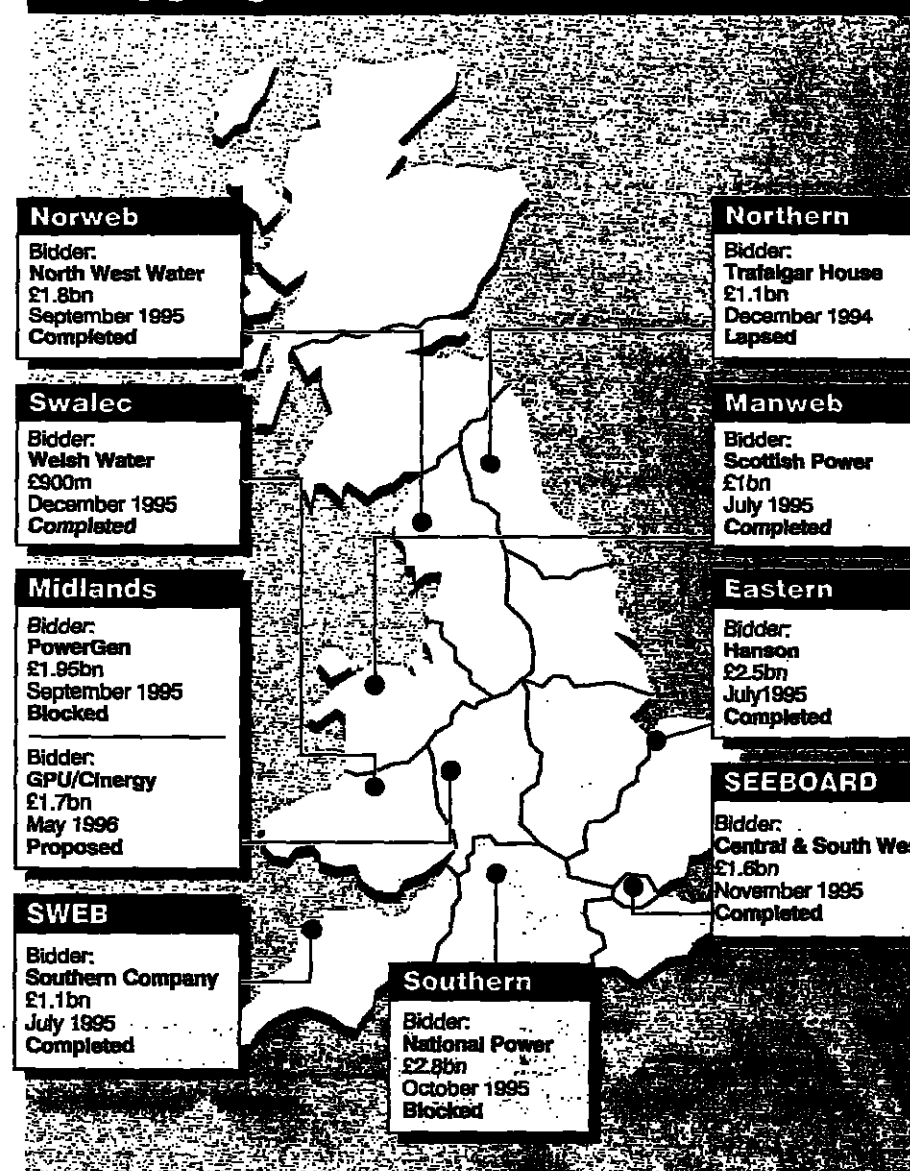 Norweb
Bidder:
North West Water
£1.8bn
September 1995
Completed
Swalec
Bidder:
Welsh Water
£900m
December 1995
Completed
Midlands
Bidder:
PowerGen
£1.95bn
September 1995
Blocked
Bidder:
GPU/Cinergy
£1.7bn
May 1996
Proposed
SWEB
Bidder:
Southern Company
£1.1bn
July 1995
Completed
Southern
Bidder:
National Power
£2.8bn
October 1995
Blocked
Northern
Bidder:
Trafalgar House
£1.1bn
December 1994
Lapsed
Manweb
Bidder:
Scottish Power
£1bn
July 1995
Completed
Eastern
Bidder:
Hanson
£2.5bn
July1995
Completed
SEEBOARD
Bidder:
Central & South Wes
£1.6bn
November 1995
Completed